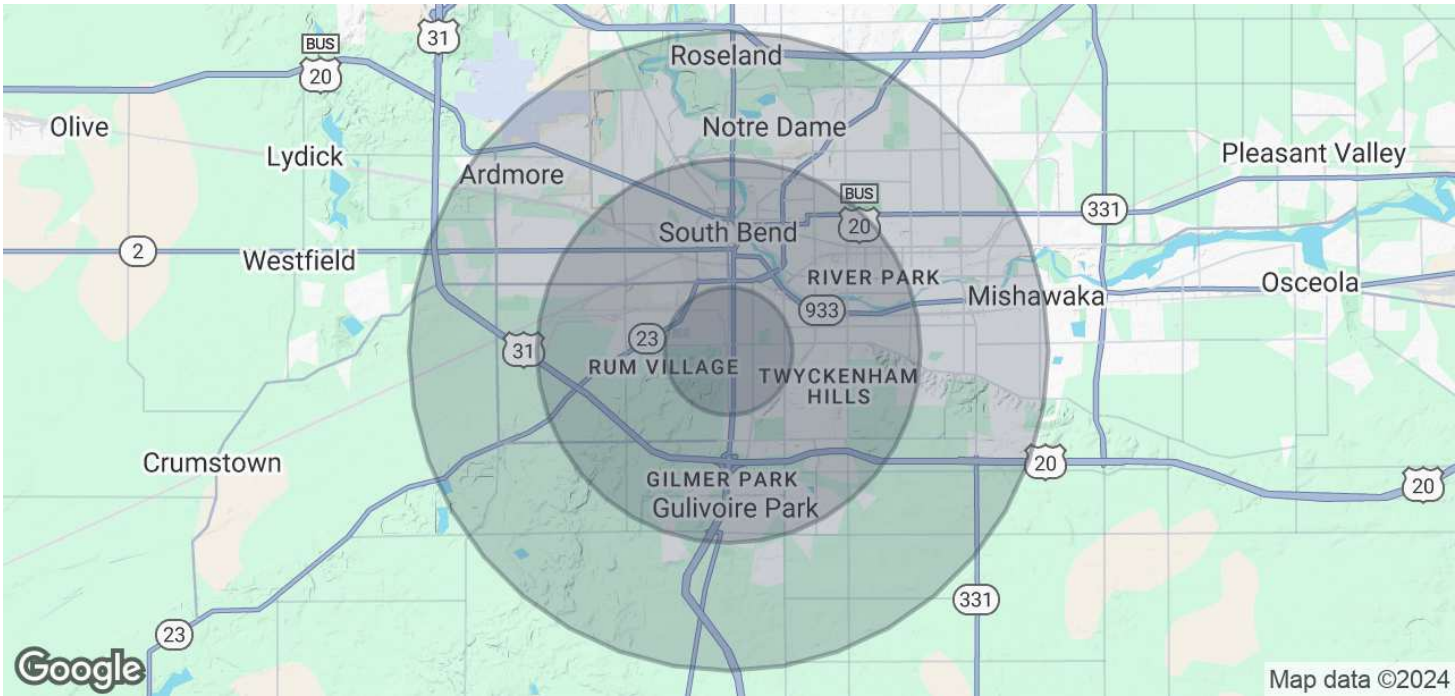 31
Roseland
BUS
20
Olive
Notre Dame
Lydick
Pleasant Valley
Ardmore
BUS
331
South Bend
20
2
Westfield
RIVER PARK
Osceola
Mishawaka
933
23
31
RUM VILLAGE
TWYCKENHAM
HILLS
Crumstown
20
GILMER PARK
20
Gulivoire Park
331
23
Google
Map data ©2024